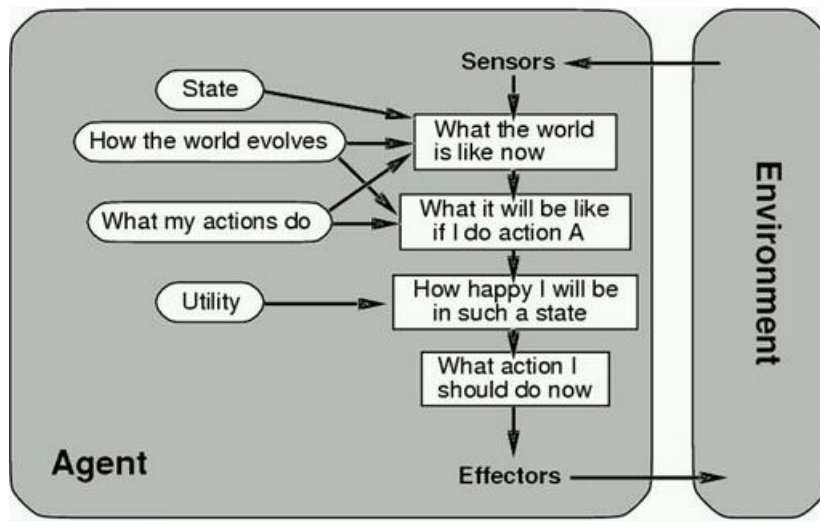 Sensors
State
How the world evolves
What the world
is like now
What my actions do
What it will be like
if I do action A
Utility
How happy I will be
in such a state
What action I
should do now
Agent
Effectors
Environment